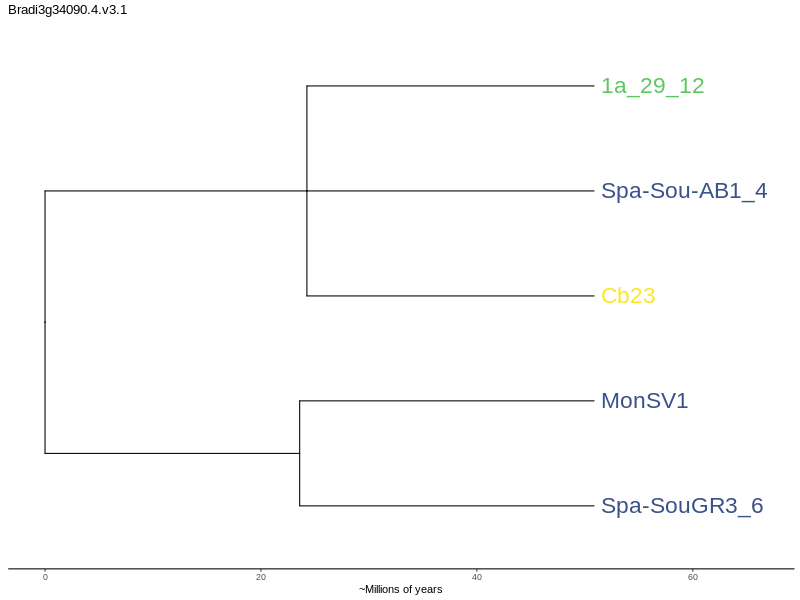 Bradi3g34090.4.v3.1
1a_29_12
Spa-Sou-AB1_4
Cb23
MonSV1
Spa-SouGR3_6
0 20 40 60
~Millions of years